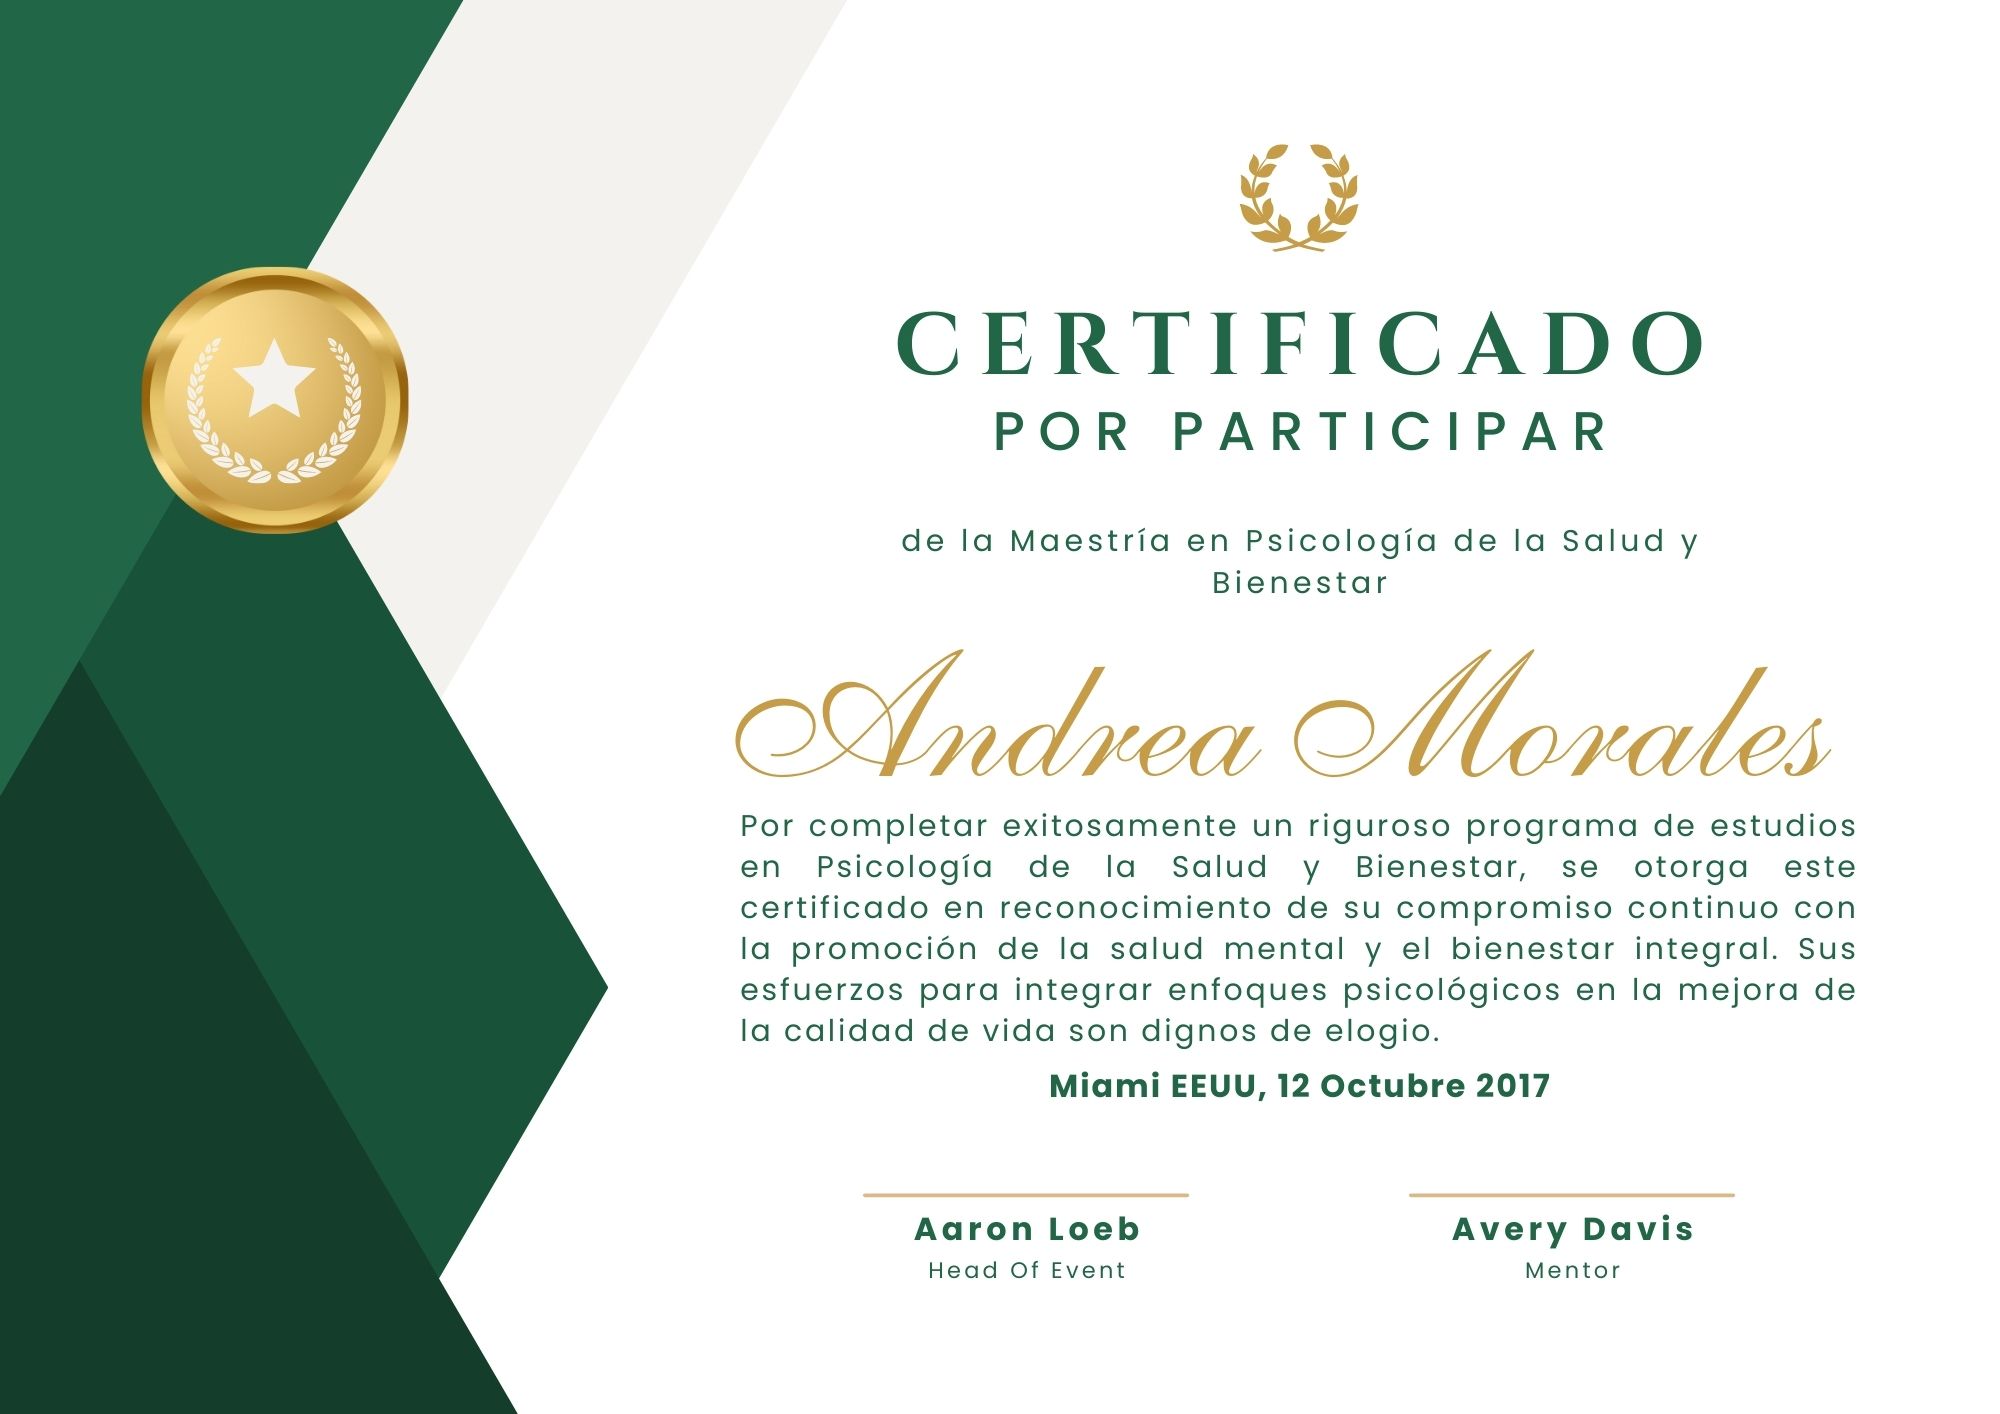 CERTIFICADO
POR PARTICIPAR
de la Maestría en Psicología de la Salud y
Bienestar
Andrea Morales
Por completar exitosamente un riguroso programa de estudios
en Psicología de la Salud y Bienestar, se otorga este
certificado en reconocimiento de su compromiso continuo con
la promoción de la salud mental y el bienestar integral. Sus
esfuerzos para integrar enfoques psicológicos en la mejora de
la calidad de vida son dignos de elogio.
Miami EEUU, 12 Octubre 2017
Aaron Loeb
Head Of Event
Avery Davis
Mentor